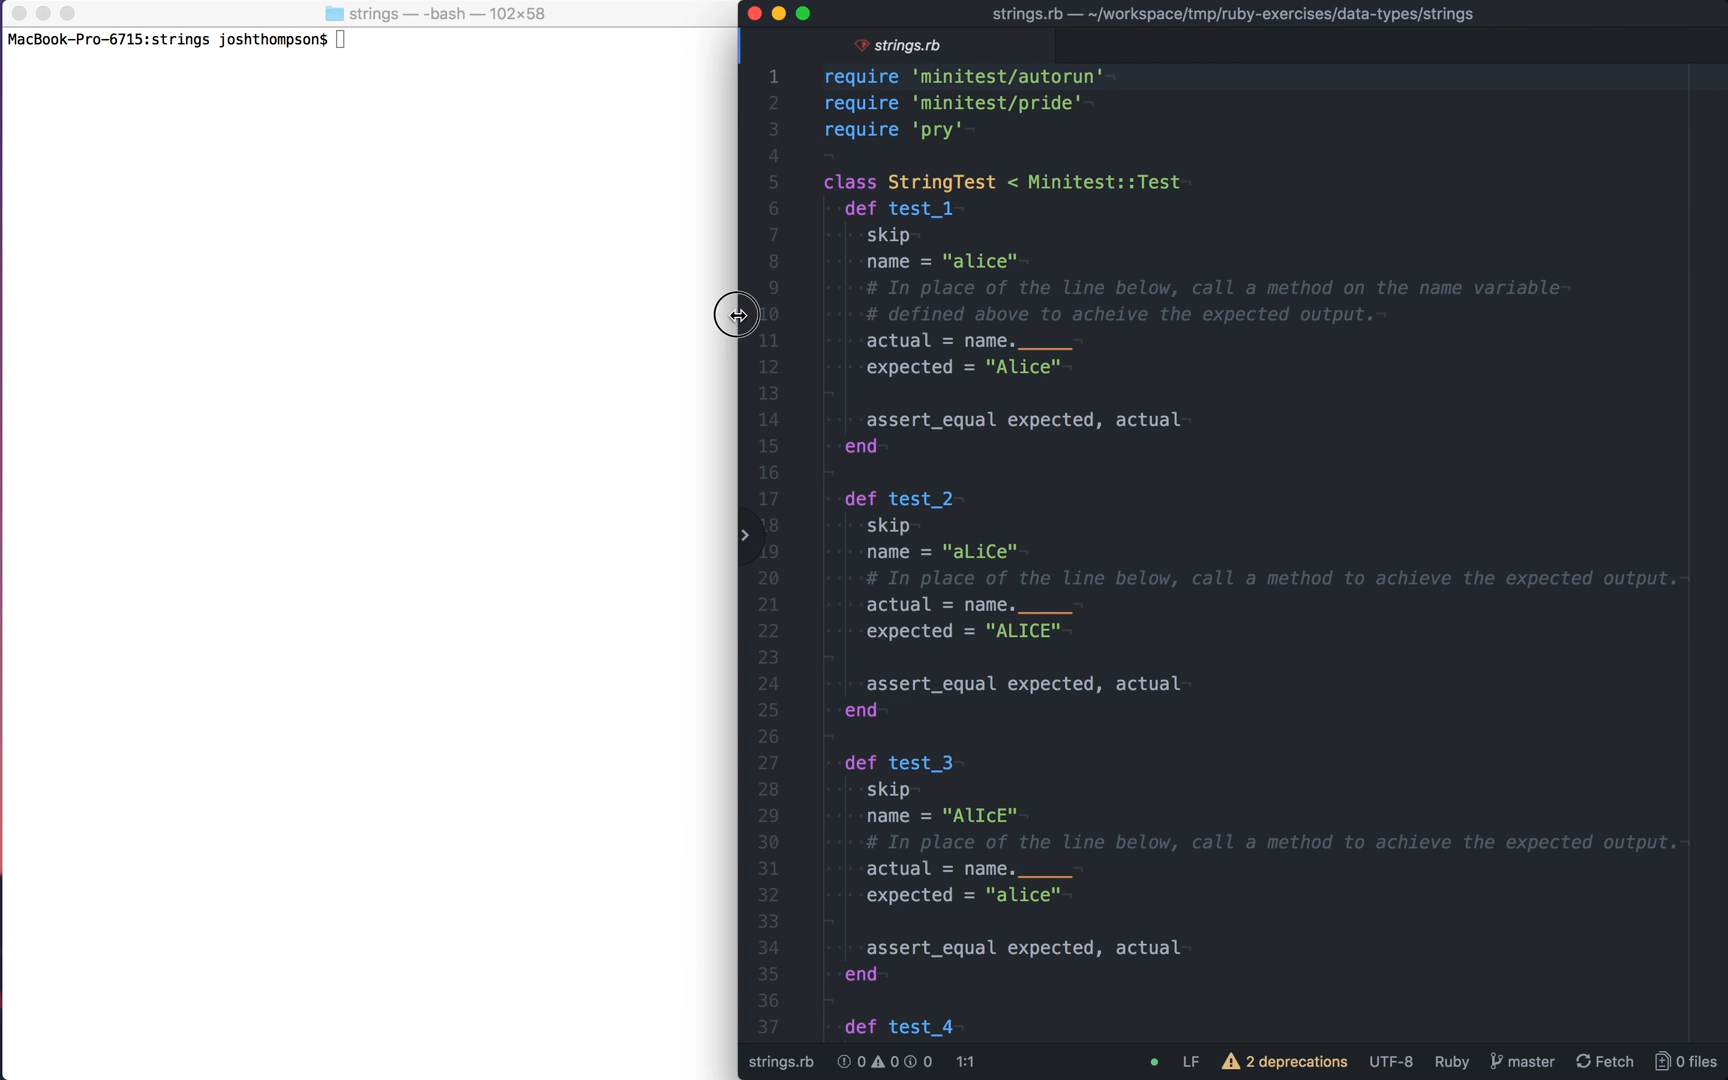 strings — -bash — 102×58
MacBook-Pro-6715:strings joshthompson$
strings.rb — ~/workspace/tmp/ruby-exercises/data-types/strings
strings.rb
1 require 'minitest/autorun'
2 require 'minitest/pride'
3 require 'pry'
4
5 class StringTest < Minitest::Test
6 def test_1
7 skip
8 name = "alice"
9 # In place of the line below, call a method on the name variable
10 # defined above to acheive the expected output.
11 actual = name._____
12 expected = "Alice"
13
14 assert_equal expected, actual
15 end
16
17 def test_2
18 skip
19 name = "aLiCe"
20 # In place of the line below, call a method to achieve the expected output.
21 actual = name._____
22 expected = "ALICE"
23
24 assert_equal expected, actual
25 end
26
27 def test_3
28 skip
29 name = "AlIcE"
30 # In place of the line below, call a method to achieve the expected output.
31 actual = name._____
32 expected = "alice"
33
34 assert_equal expected, actual
35 end
36
37 def test_4
strings.rb 0 0 0 1:1 LF 2 deprecations UTF-8 Ruby master Fetch 0 files